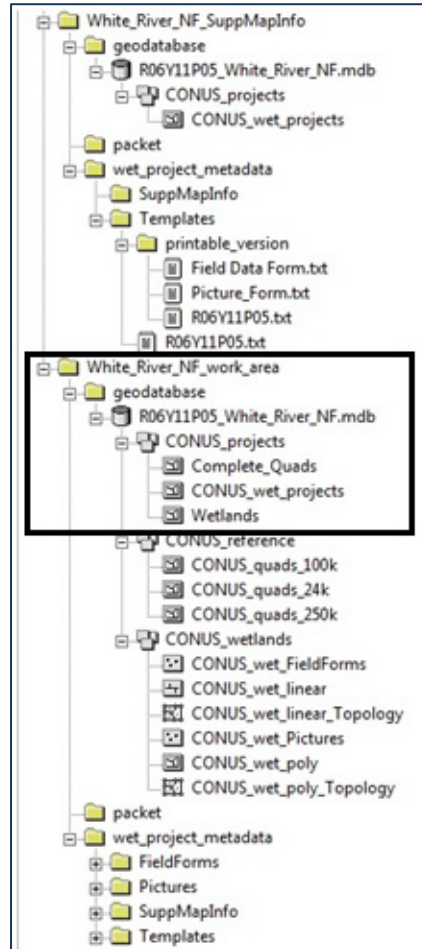 White_River_NF_SuppMapInfo
geodatabase
R06Y11P05_White_River_NF.mdb
CONUS_projects
CONUS_wet_projects
packet
wet_project_metadata
SuppMapInfo
Templates
printable_version
Field Data Form.txt
Picture_Form.txt
R06Y11P05.txt
R06Y11P05.txt
White_River_NF_work_area
geodatabase
R06Y11P05_White_River_NF.mdb
CONUS_projects
Complete_Quads
CONUS_wet_projects
Wetlands
CONUS_reference
CONUS_quads_100k
CONUS_quads_24k
CONUS_quads_250k
CONUS_wetlands
CONUS_wet_FieldForms
CONUS_wet_linear
CONUS_wet_linear_Topology
CONUS_wet_Pictures
CONUS_wet_poly
CONUS_wet_poly_Topology
packet
wet_project_metadata
FieldForms
Pictures
SuppMapInfo
Templates